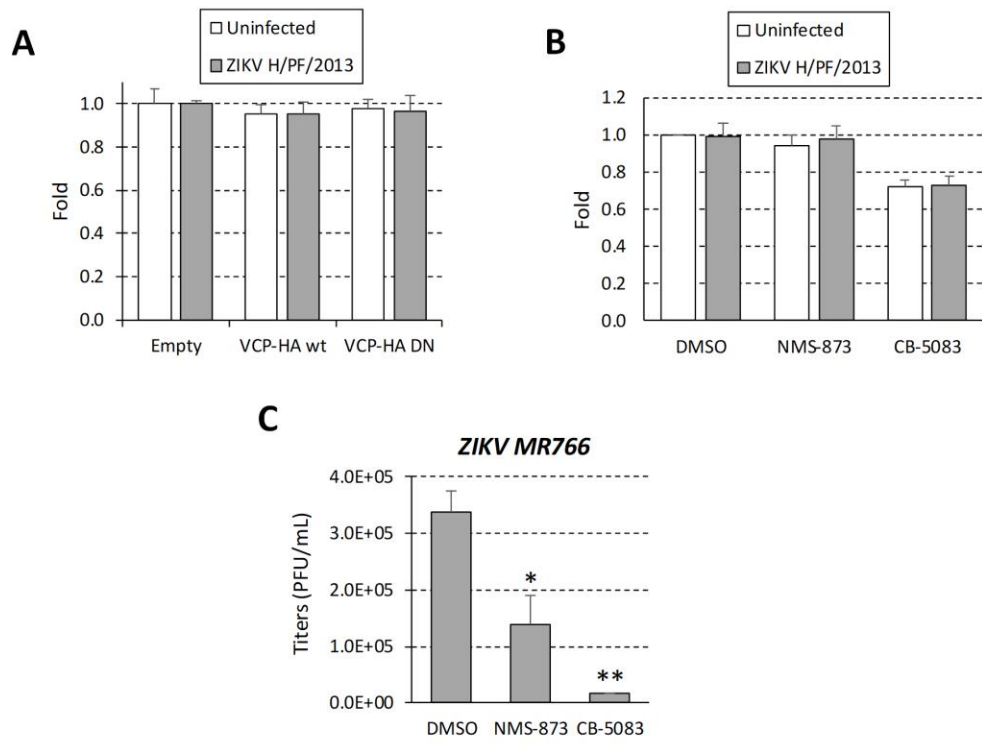 A
Uninfected
ZIKV H/PF/2013
Fold
1.0
0.8
0.6
0.4
0.2
0.0
Empty VCP-HA wt VCP-HA DN
B
Uninfected
ZIKV H/PF/2013
Fold
1.2
1.0
0.8
0.6
0.4
0.2
0.0
DMSO NMS-873 CB-5083
C
ZIKV MR766
Titers (PFU/mL)
4.0E+05
3.0E+05
2.0E+05
1.0E+05
0.0E+00
*
**
DMSO NMS-873 CB-5083